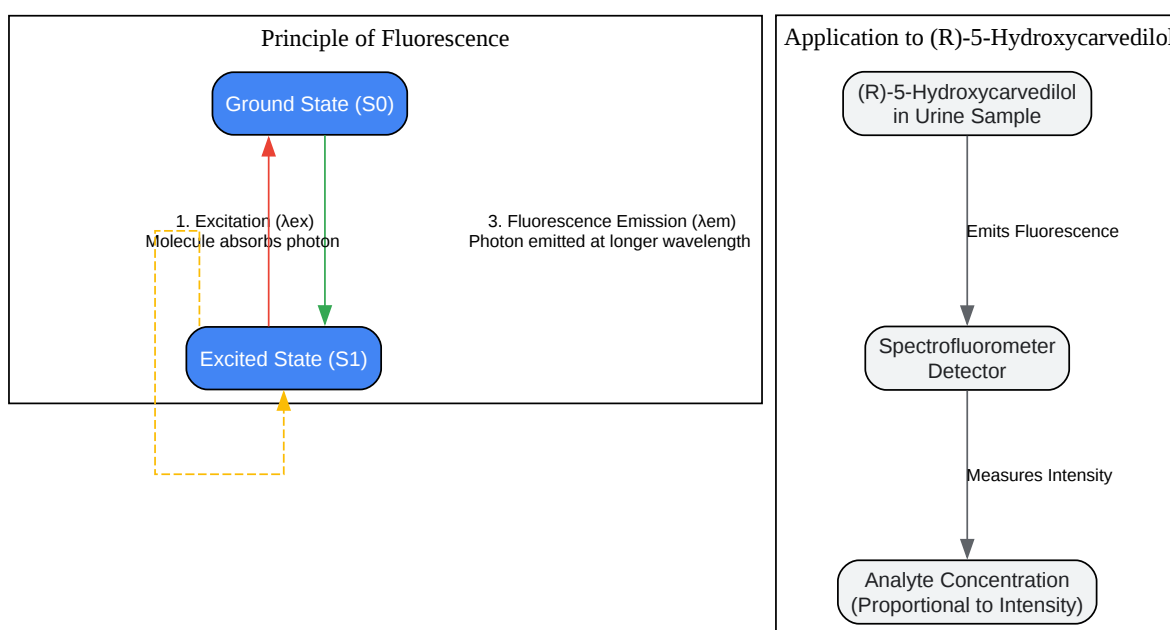 Principle of Fluorescence
Ground State (S0)
1. Excitation (λex)
Molecule absorbs photon
3. Fluorescence Emission (λem)
Photon emitted at longer wavelength
Excited State (S1)
Application to (R)-5-Hydroxycarvedilol
(R)-5-Hydroxycarvedilol
in Urine Sample
Emits Fluorescence
Spectrofluorometer
Detector
Measures Intensity
Analyte Concentration
(Proportional to Intensity)